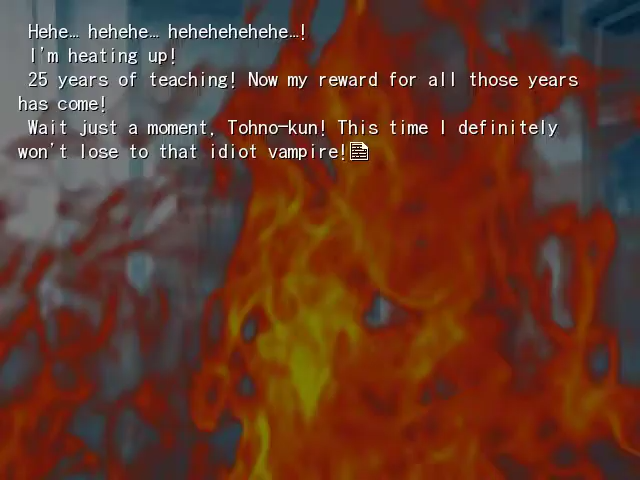 Hehe… hehehe… hehehehehehe…!
I'm heating up!
25 years of teaching! Now my reward for all those years
has come!
Wait just a moment, Tohno-kun! This time I definitely
won't lose to that idiot vampire!